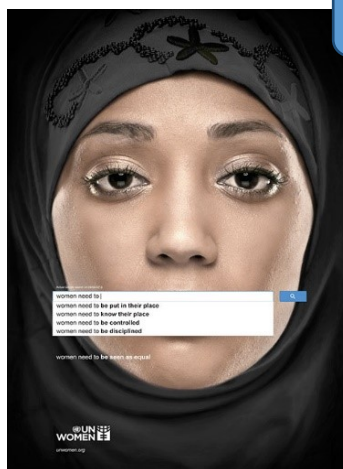 women need to
women need to be put in their place
women need to know their place
women need to be controlled
women need to be disciplined
women need to be seen as equal
UN
WOMEN
unwomen.org